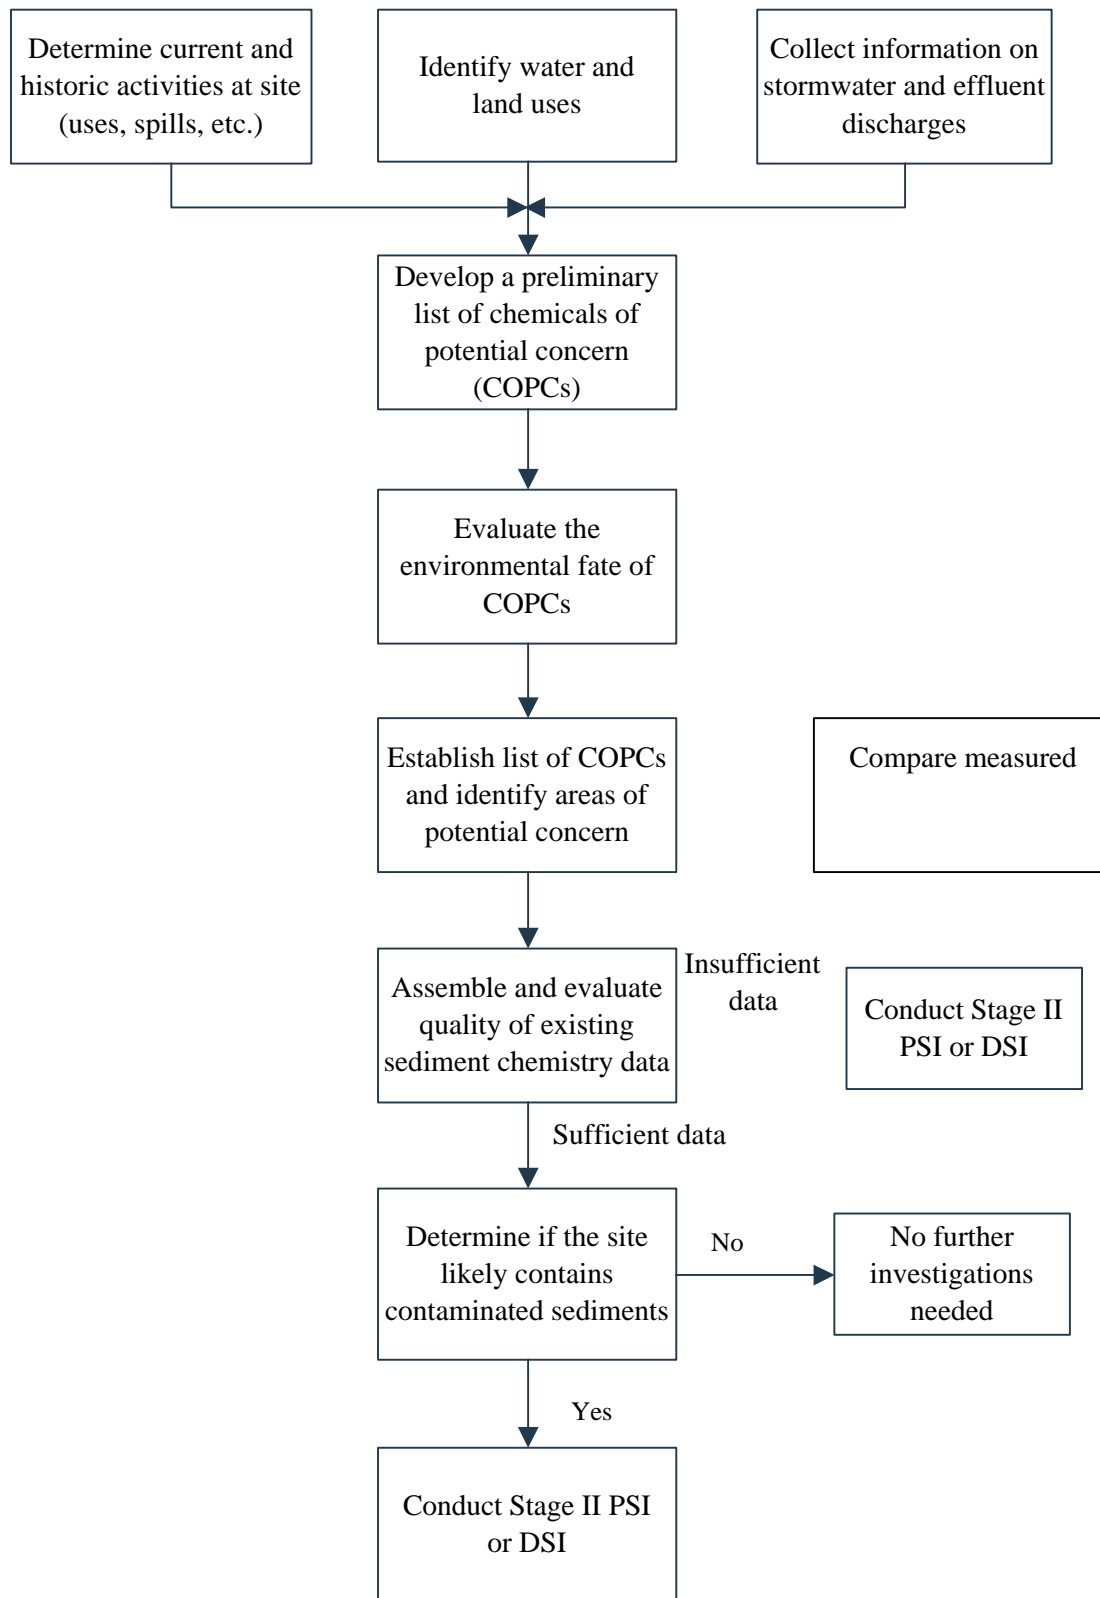 Determine current and
historic activities at site
(uses, spills, etc.)
Identify water and
land uses
Collect information on
stormwater and effluent
discharges
Develop a preliminary
list of chemicals of
potential concern
(COPCs)
Evaluate the
environmental fate of
COPCs
Establish list of COPCs
and identify areas of
potential concern
Compare measured
Assemble and evaluate
quality of existing
sediment chemistry data
Insufficient
data
Conduct Stage II
PSI or DSI
Sufficient data
Determine if the site
likely contains
contaminated sediments
No
No further
investigations
needed
Yes
Conduct Stage II PSI
or DSI